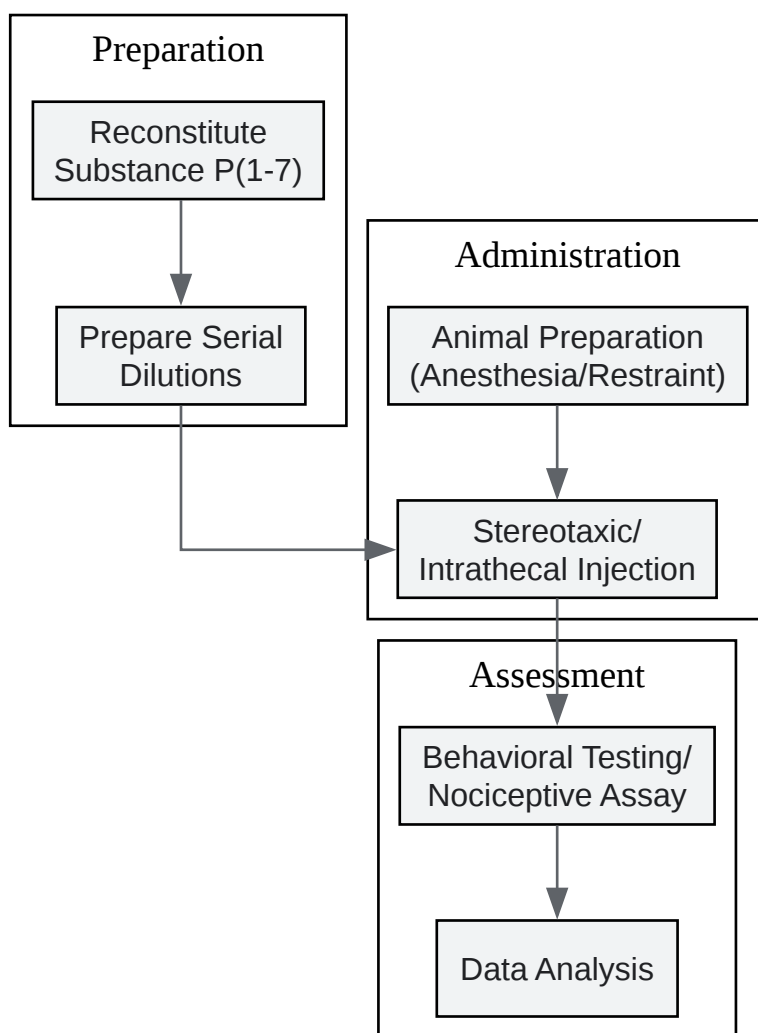 Preparation
Reconstitute
Substance P(1-7)
Prepare Serial
Dilutions
Administration
Animal Preparation
(Anesthesia/Restraint)
Stereotaxic/
Intrathecal Injection
Assessment
Behavioral Testing/
Nociceptive Assay
Data Analysis